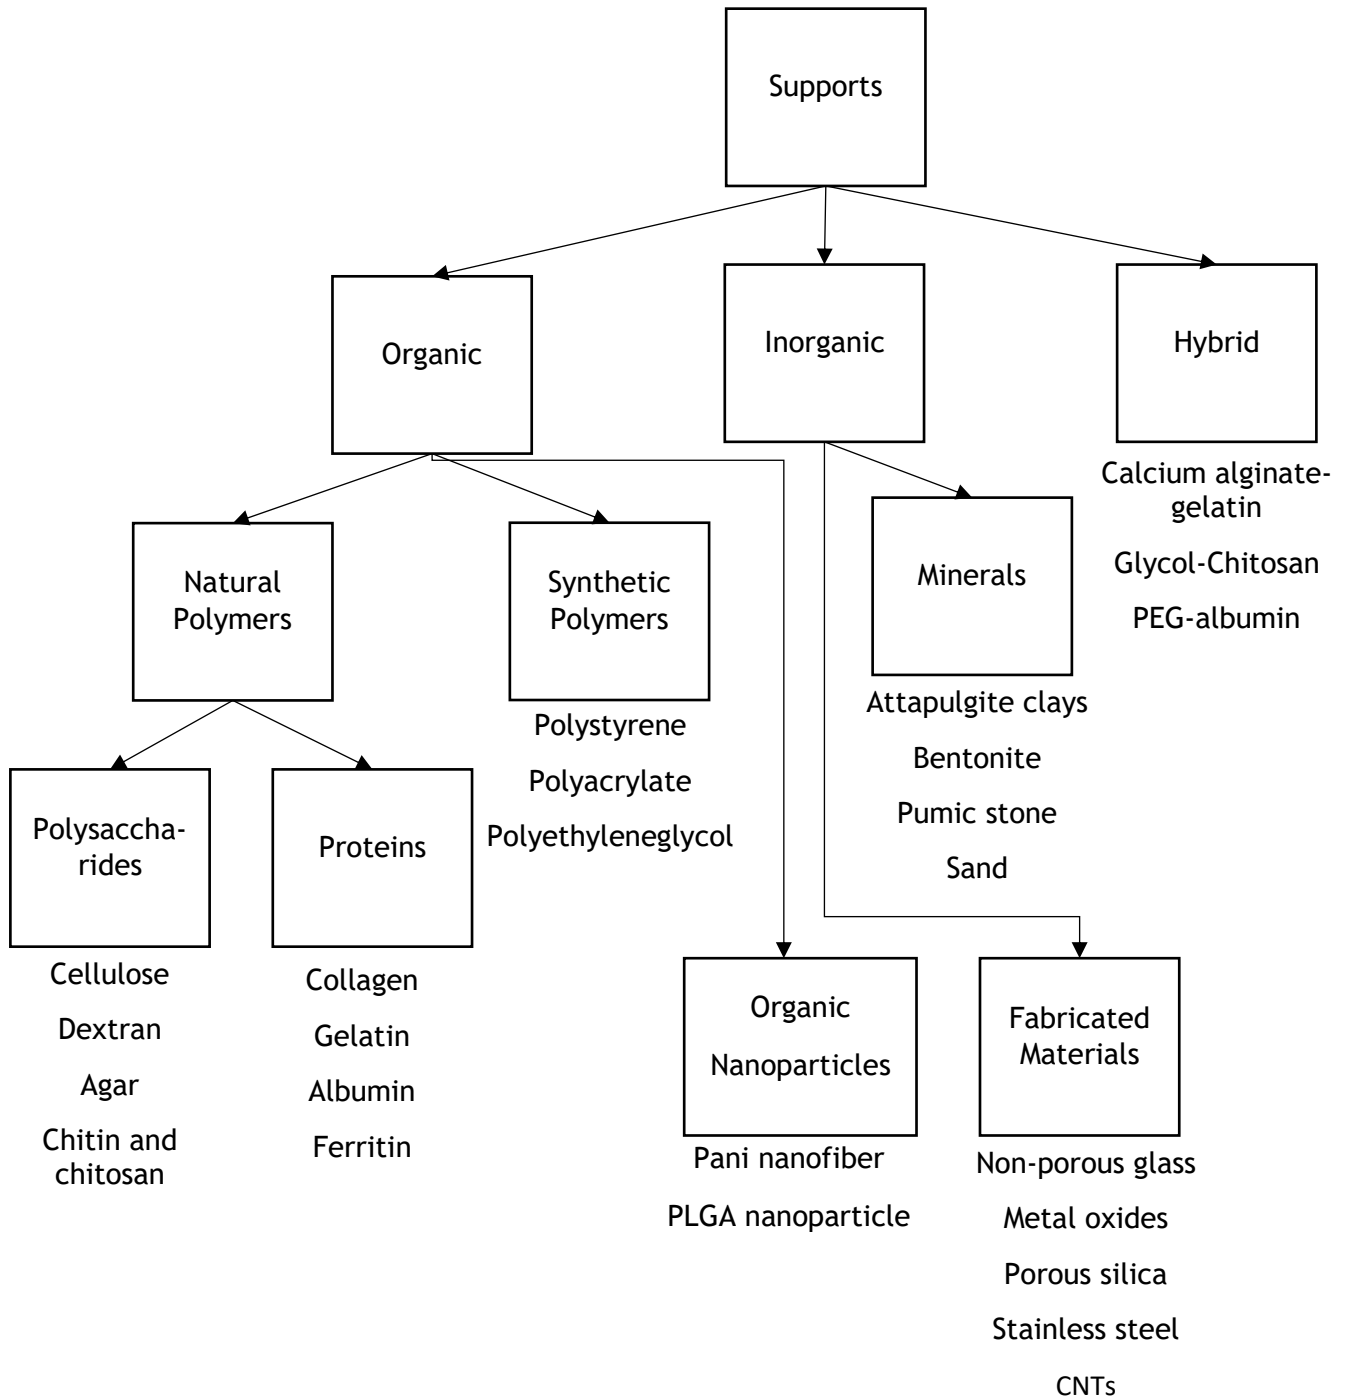 Supports
Organic
Inorganic
Hybrid
Calcium alginate-
gelatin
Glycol-Chitosan
PEG-albumin
Natural
Polymers
Synthetic
Polymers
Minerals
Polystyrene
Polyacrylate
Polyethyleneglycol
Attapulgite clays
Bentonite
Pumic stone
Sand
Polysaccha-
rides
Proteins
Cellulose
Dextran
Agar
Chitin and
chitosan
Collagen
Gelatin
Albumin
Ferritin
Organic
Nanoparticles
Pani nanofiber
PLGA nanoparticle
Fabricated
Materials
Non-porous glass
Metal oxides
Porous silica
Stainless steel
CNTs